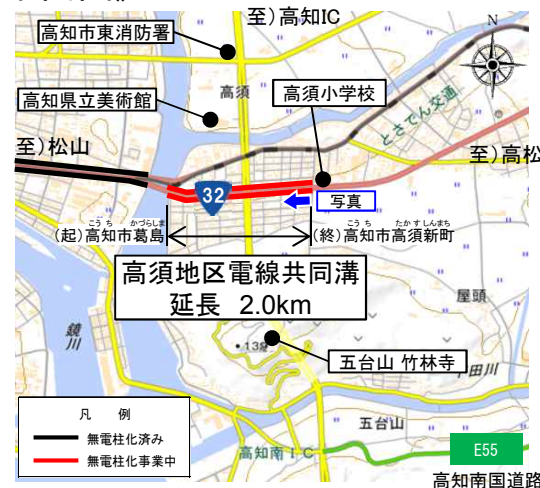 至)高知IC
高知市東消防署
N
高須
高知県立美術館
高須小学校
とさでん交通
至)松山
至)高松
32
写真
こうち かづらしま
(起)高知市葛島
こうち たかすしんまち
(終)高知市高須新町
高須地区電線共同溝
延長 2.0km
屋頭
鏡川
五台山 竹林寺
下田川
凡 例
無電柱化済み
無電柱化事業中
五台山
高知南IC
E55
高知南国道路